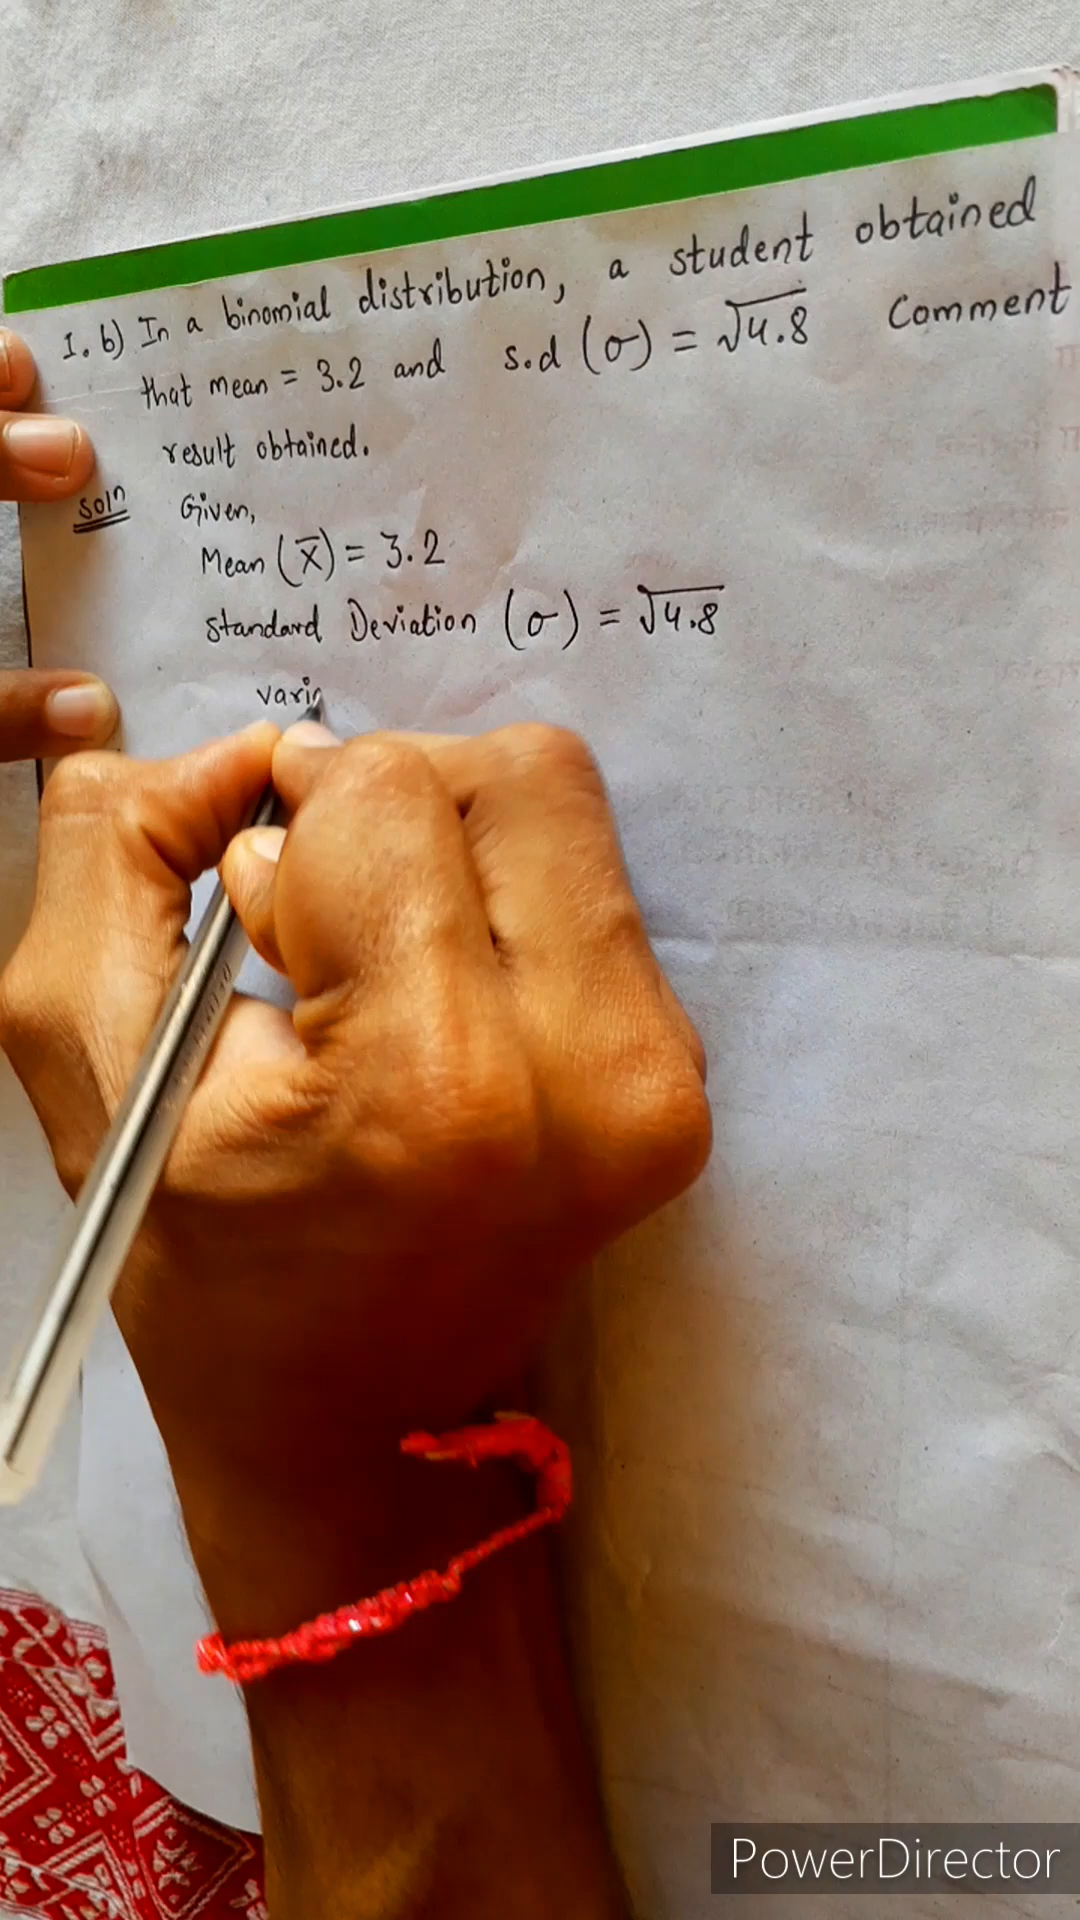 1. b) In a binomial distribution, a student obtained
that mean = 3.2 and s.d (σ) = √4.8 Comment
result obtained.
Soln Given,
Mean (x̄) = 3.2
Standard Deviation (σ) = √4.8
varia
PowerDirector